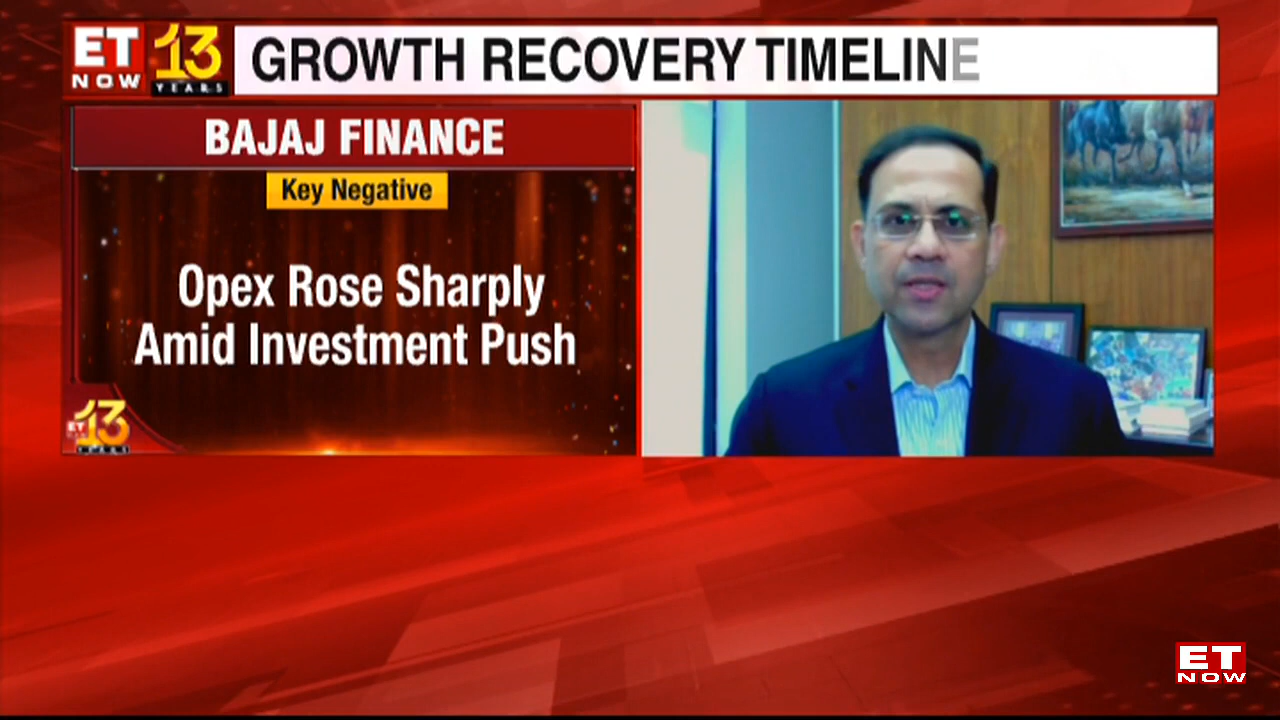 ET
NOW
13
YEARS
GROWTH RECOVERY TIMELINE
BAJAJ FINANCE
Key Negative
Opex Rose Sharply
Amid Investment Push
ET
13
YEARS
ET
NOW